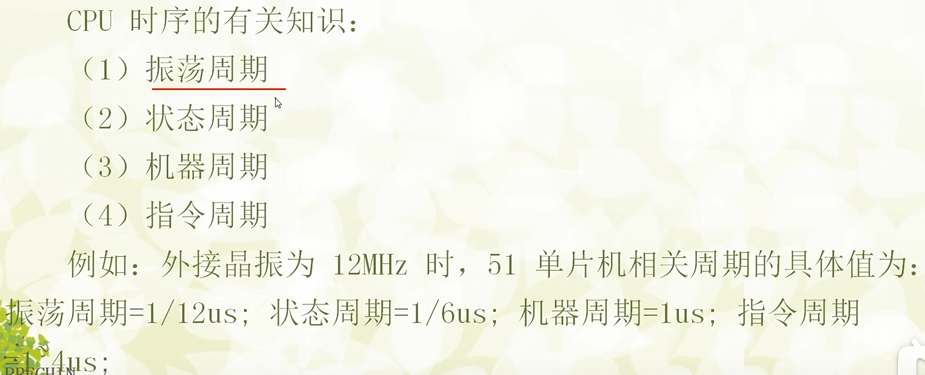 CPU 时序的有关知识：
（1）振荡周期
（2）状态周期
（3）机器周期
（4）指令周期
例如：外接晶振为 12MHz 时，51 单片机相关周期的具体值为：
振荡周期=1/12us；状态周期=1/6us；机器周期=1us；指令周期
=1~4us；
PRECHIN